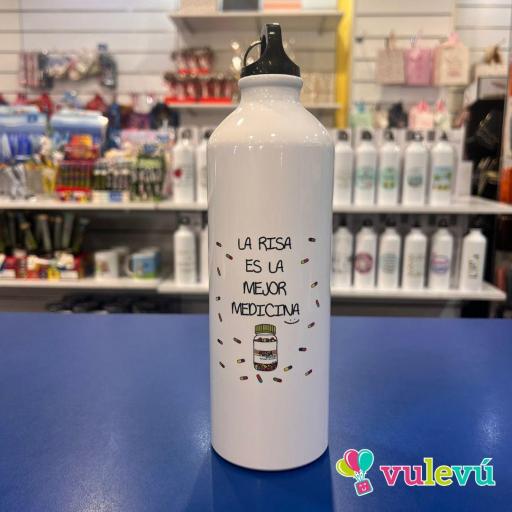 LA RISA
ES LA
MEJOR
MEDICINA
vulevú